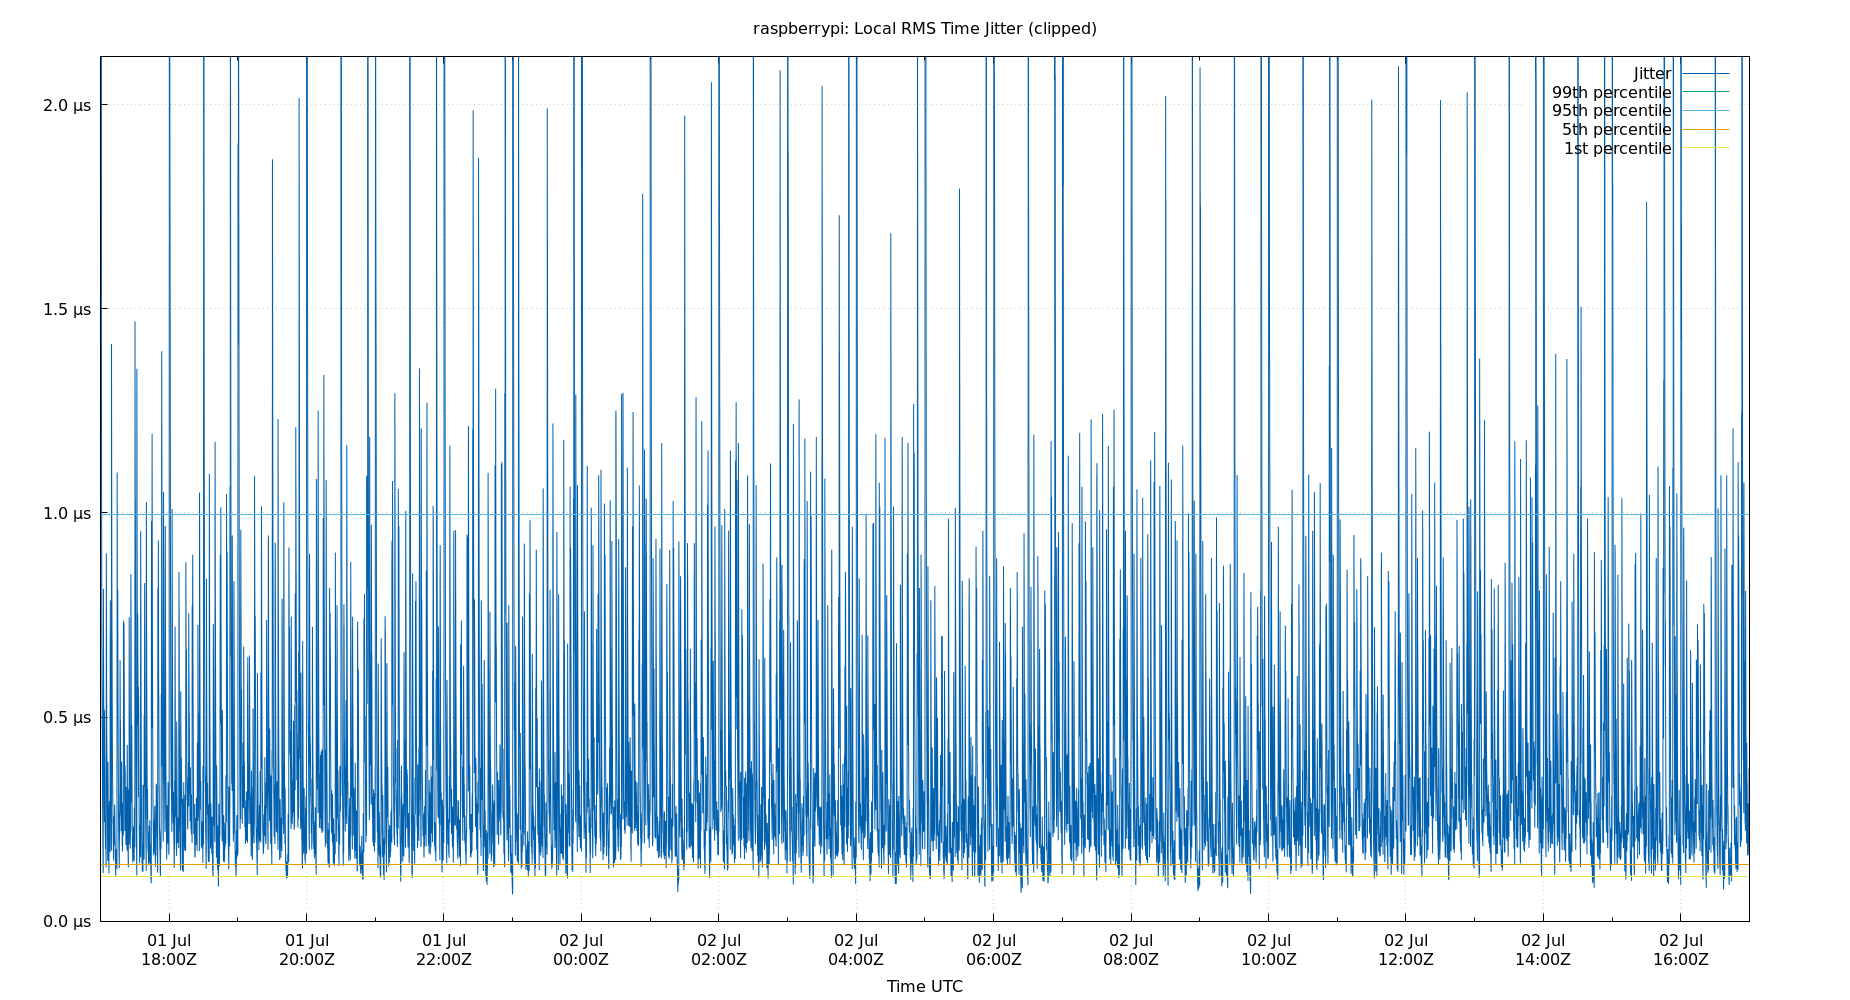 raspberrypi: Local RMS Time Jitter (clipped)
Jitter
99th percentile
95th percentile
5th percentile
1st percentile
2.0 μs
1.5 μs
1.0 μs
0.5 μs
0.0 μs
01 Jul 01 Jul 01 Jul 02 Jul 02 Jul 02 Jul 02 Jul 02 Jul 02 Jul 02 Jul 02 Jul 02 Jul
18:00Z 20:00Z 22:00Z 00:00Z 02:00Z 04:00Z 06:00Z 08:00Z 10:00Z 12:00Z 14:00Z 16:00Z
Time UTC